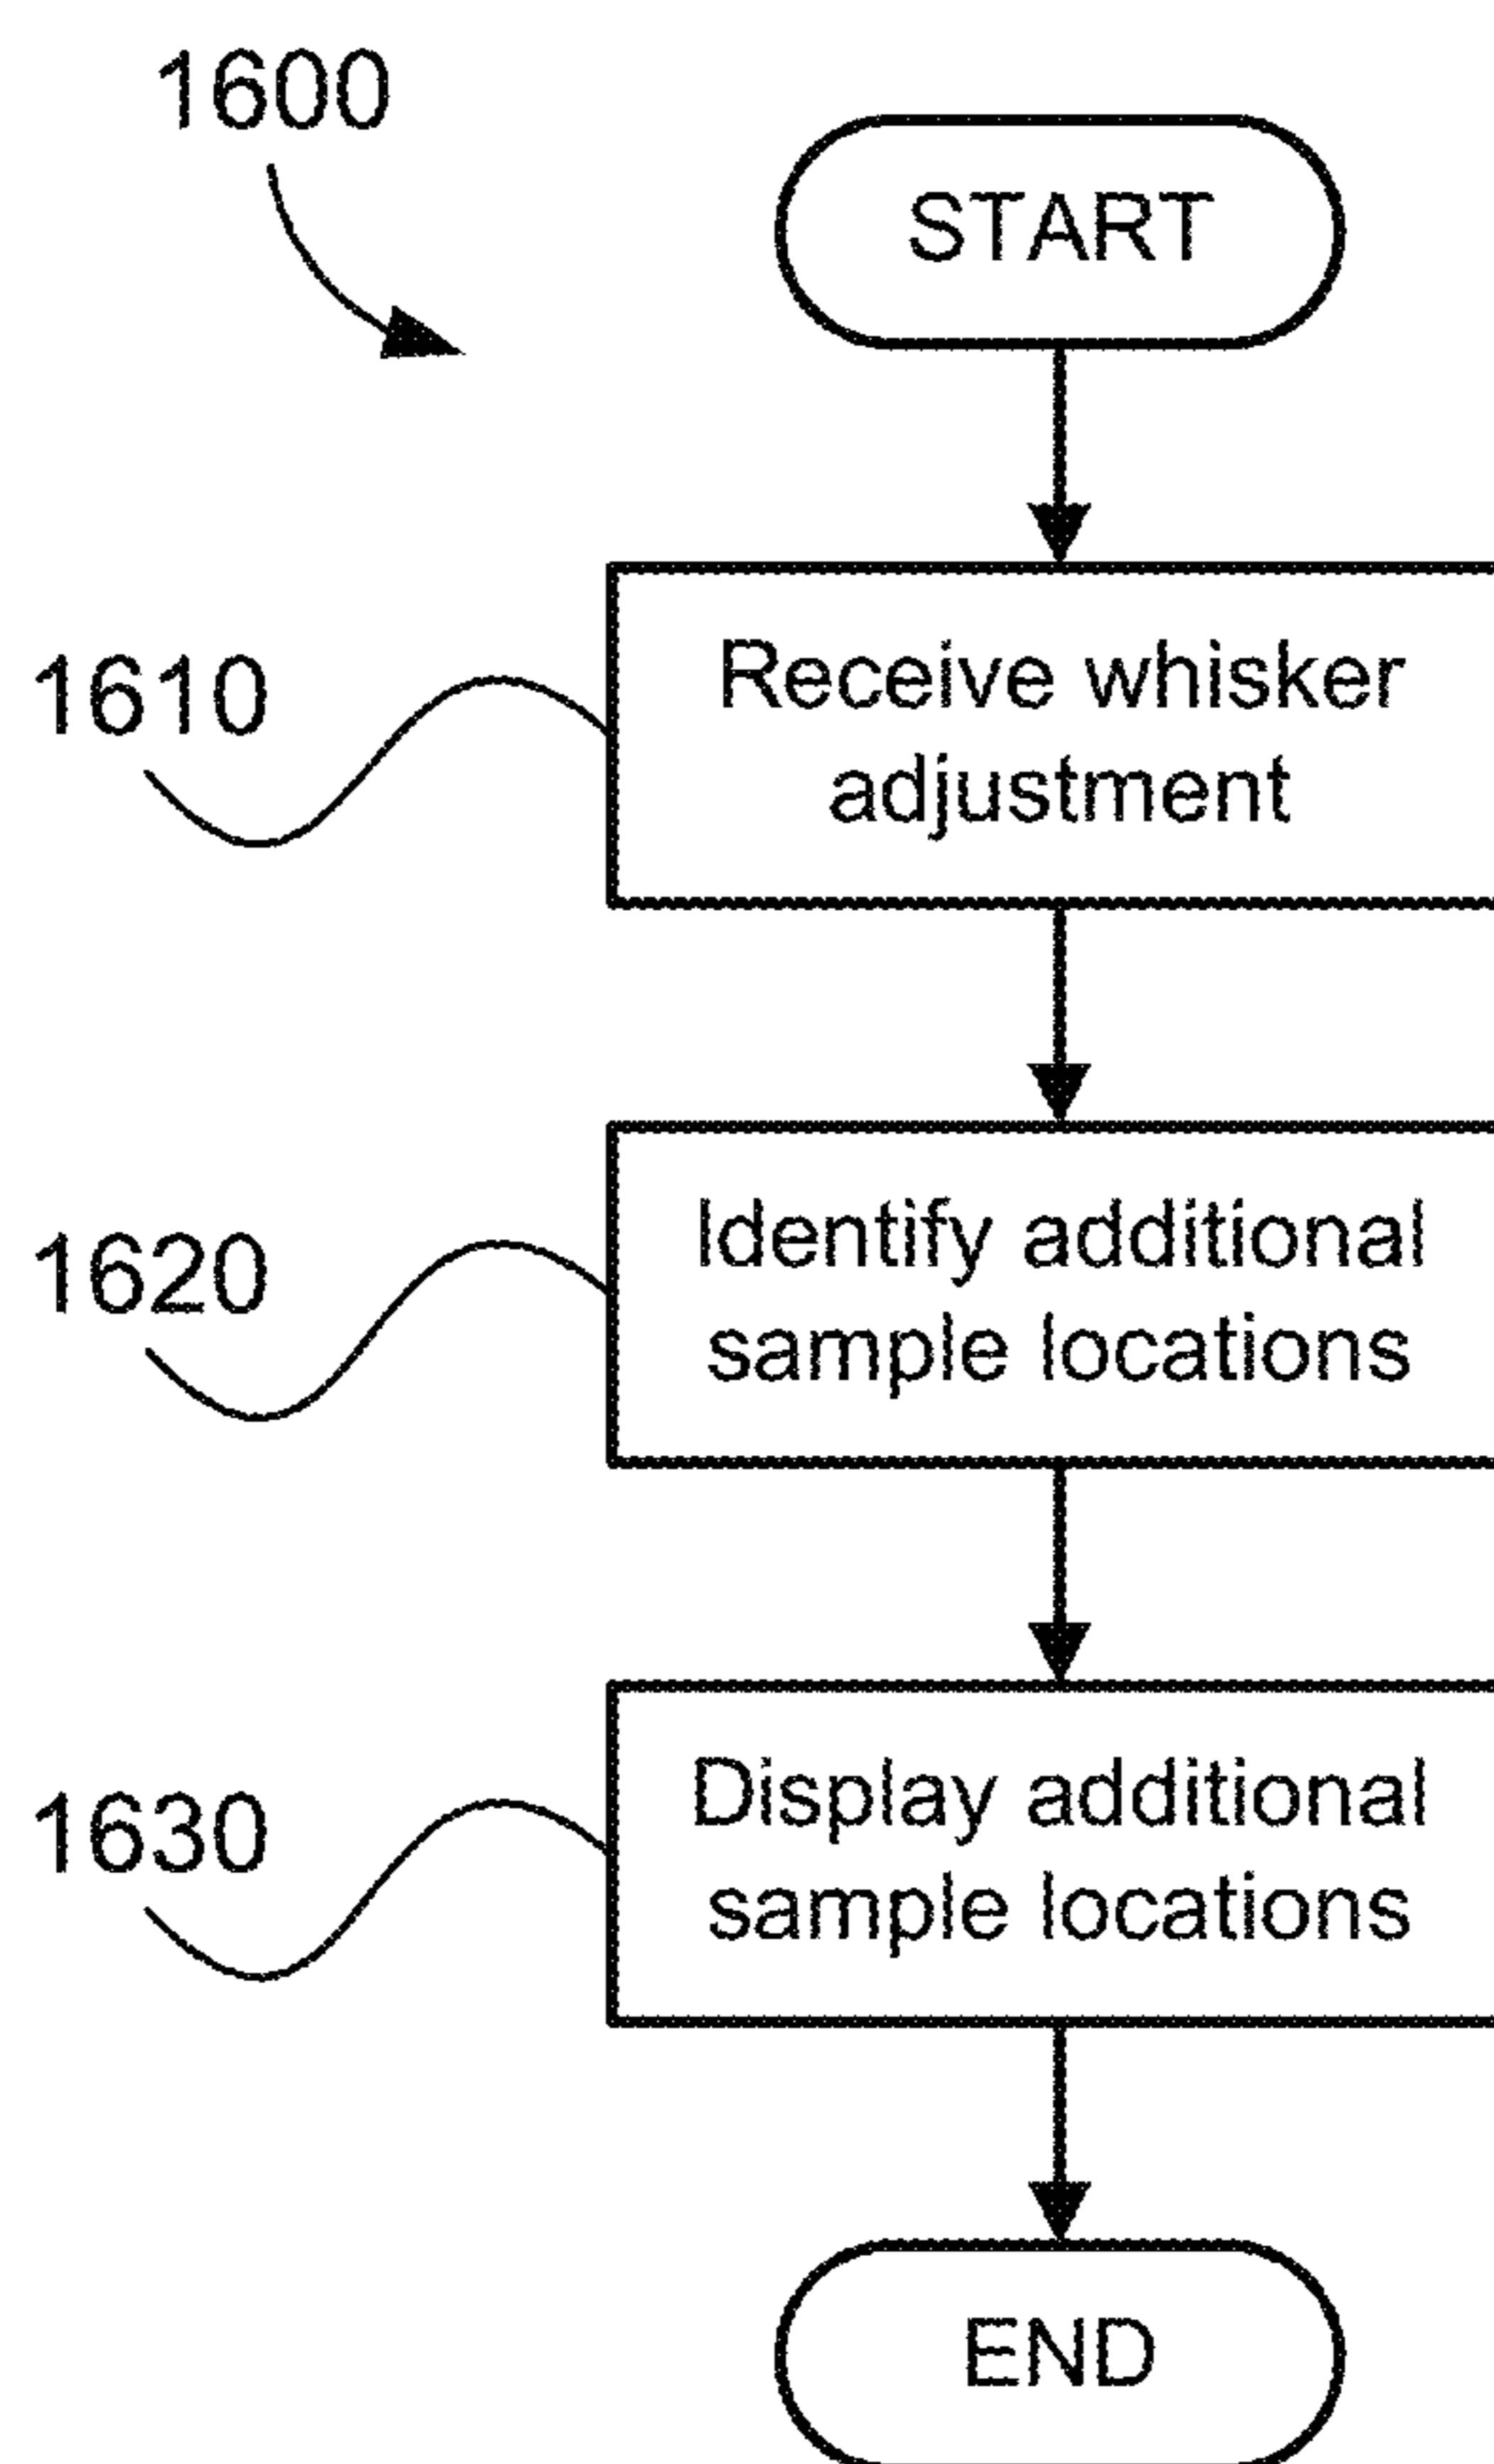 1600
START
1610
Receive whisker
adjustment
1620
Identify additional
sample locations
1630
Display additional
sample locations
END